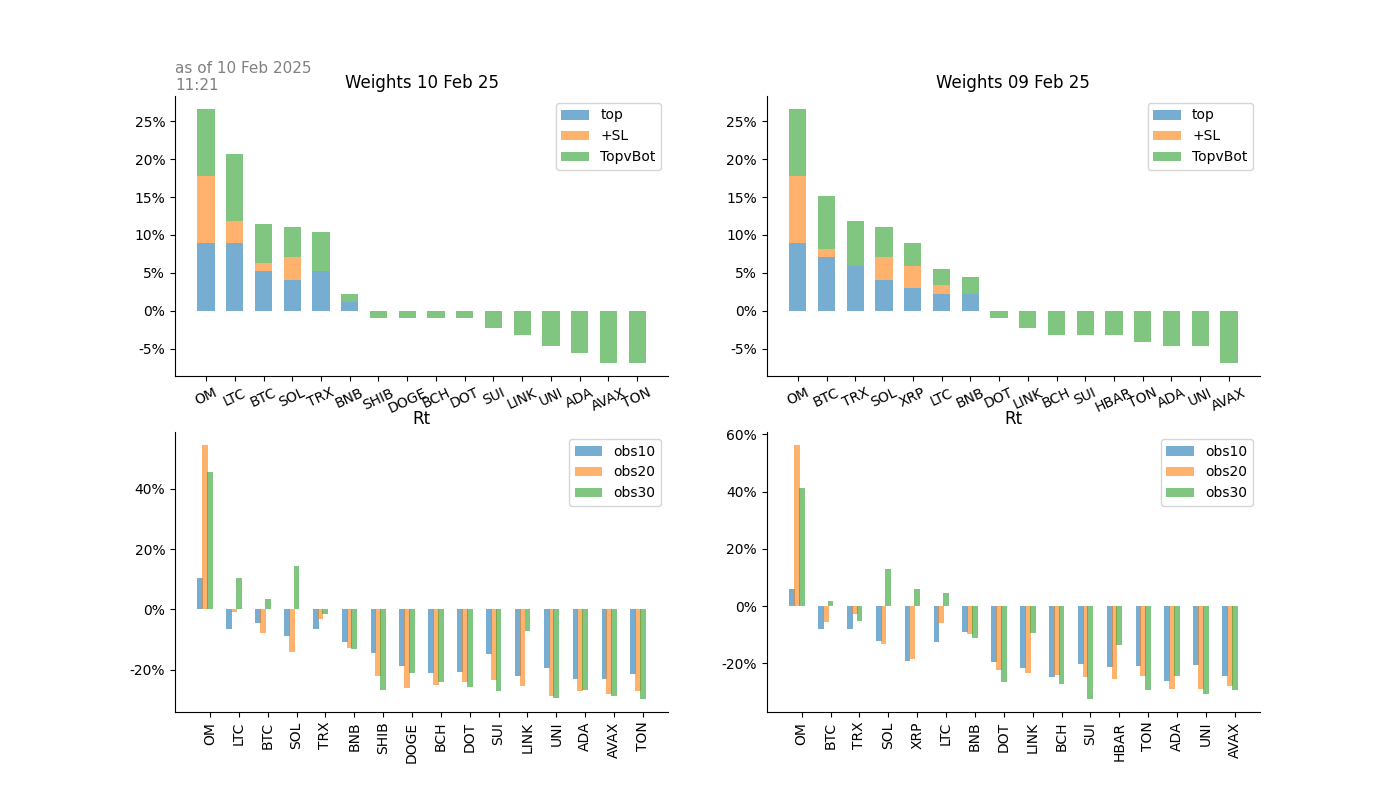 as of 10 Feb 2025
11:21
Weights 10 Feb 25
top
+SL
TopvBot
25%
20%
15%
10%
5%
0%
-5%
OM LTC BTC SOL TRX BNB SHIB DOGE BCH DOT SUI LINK UNI ADA AVAX TON
Weights 09 Feb 25
top
+SL
TopvBot
25%
20%
15%
10%
5%
0%
-5%
OM BTC TRX SOL XRP LTC BNB DOT LINK BCH SUI HBAR TON ADA UNI AVAX
Rt
obs10
obs20
obs30
40%
20%
0%
-20%
OM LTC BTC SOL TRX BNB SHIB DOGE BCH DOT SUI LINK UNI ADA AVAX TON
Rt
obs10
obs20
obs30
60%
40%
20%
0%
-20%
OM BTC TRX SOL XRP LTC BNB DOT LINK BCH SUI HBAR TON ADA UNI AVAX